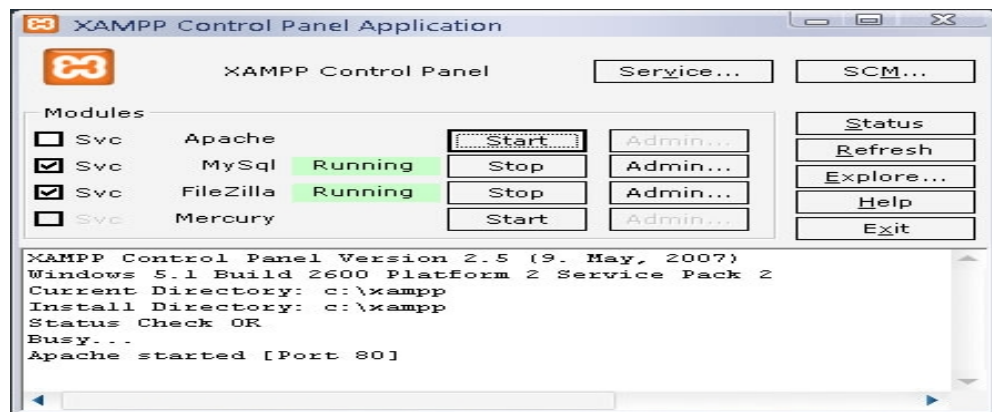 XAMPP Control Panel Application
XAMPP Control Panel Service... SCM...
Modules
Svc Apache Start Admin...
Svc MySql Running Stop Admin...
Svc FileZilla Running Stop Admin...
Svc Mercury Start Admin...
Status
Refresh
Explore...
Help
Exit
XAMPP Control Panel Version 2.5 (9. May, 2007)
Windows 5.1 Build 2600 Platform 2 Service Pack 2
Current Directory: c:\xampp
Install Directory: c:\xampp
Status Check OR
Busy...
Apache started [Port 80]